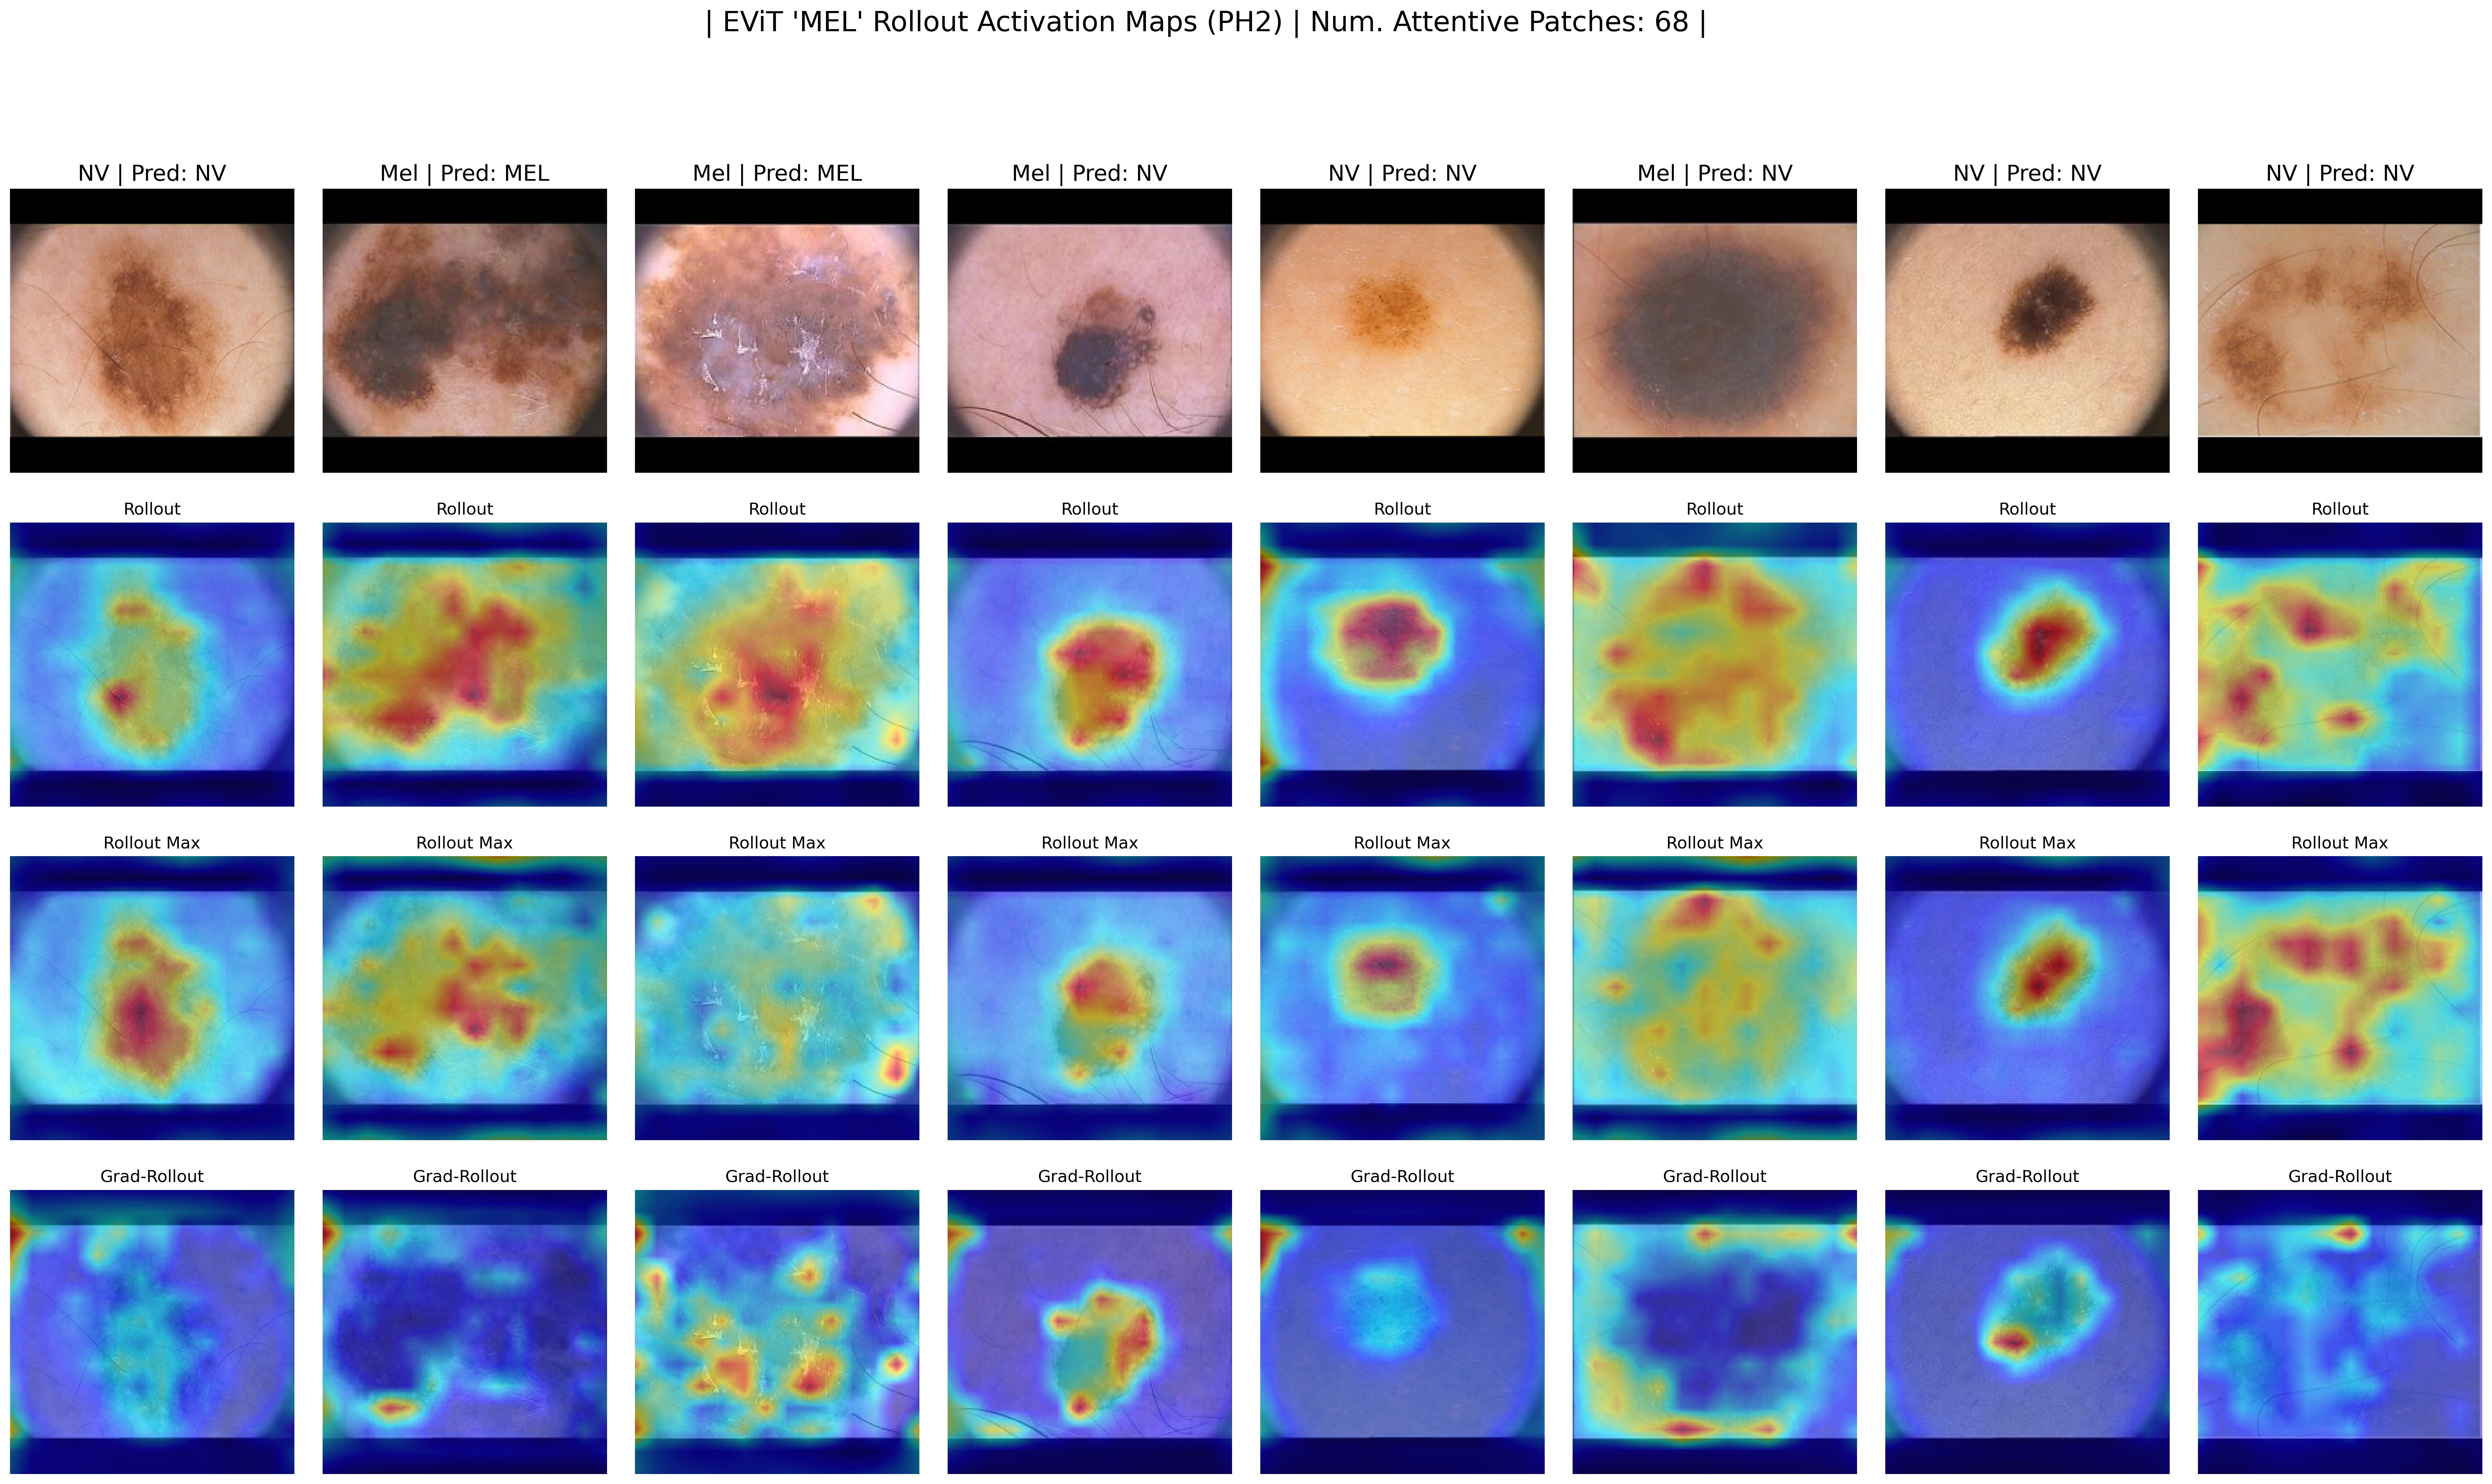 | EViT 'MEL' Rollout Activation Maps (PH2) | Num. Attentive Patches: 68 |
NV | Pred: NV
Mel | Pred: MEL
Mel | Pred: MEL
Mel | Pred: NV
NV | Pred: NV
Mel | Pred: NV
NV | Pred: NV
NV | Pred: NV
Rollout
Rollout
Rollout
Rollout
Rollout
Rollout
Rollout
Rollout
Rollout Max
Rollout Max
Rollout Max
Rollout Max
Rollout Max
Rollout Max
Rollout Max
Rollout Max
Grad-Rollout
Grad-Rollout
Grad-Rollout
Grad-Rollout
Grad-Rollout
Grad-Rollout
Grad-Rollout
Grad-Rollout